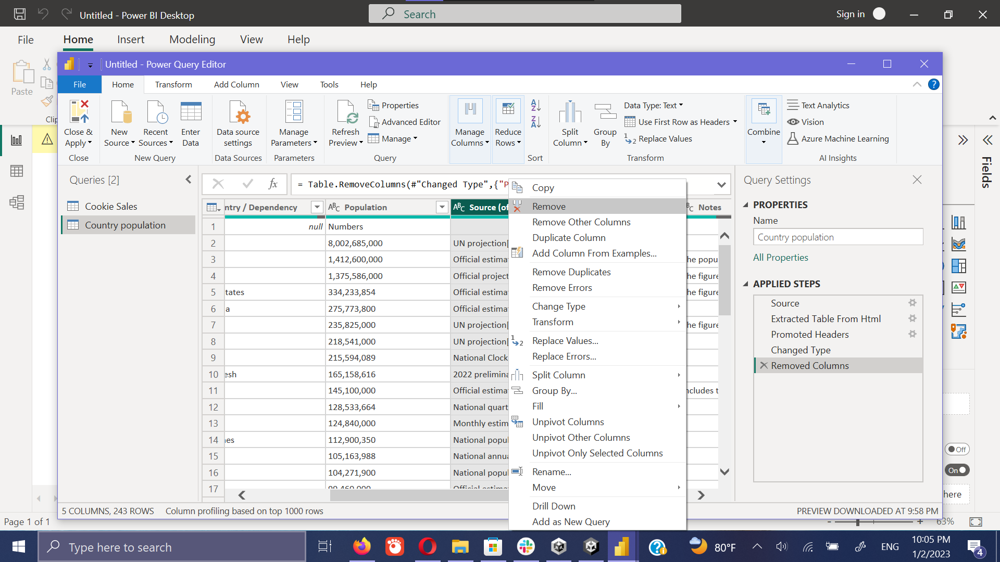 Untitled - Power BI Desktop
Search
Sign in
File
Home
Insert
Modeling
View
Help
Paste
Clip
Untitled - Power Query Editor
File
Home
Transform
Add Column
View
Tools
Help
?
Close & Apply
Close
New Source
Recent Sources
Enter Data
New Query
Data source settings
Data Sources
Manage Parameters
Parameters
Refresh Preview
Properties
Advanced Editor
Manage
Query
Manage Columns
Reduce Rows
Sort
Split Column
Group By
Data Type: Text
Use First Row as Headers
Replace Values
Transform
Combine
Text Analytics
Vision
Azure Machine Learning
AI Insights
Queries [2]
Cookie Sales
Country population
fx
= Table.RemoveColumns(#"Changed Type",{"P
ntry / Dependency
ABC Population
ABC Source (of
Notes
1 null Numbers
2 8,002,685,000 UN projection[
3 1,412,600,000 Official estima he popu
4 1,375,586,000 Official project he figure
5 tates 334,233,854 Official estima he figure
6 a 275,773,800 Official estima
7 235,825,000 UN projection[ he figure
8 218,541,000 UN projection[
9 215,594,089 National Clock
10 esh 165,158,616 2022 prelimina
11 145,100,000 Official estima ncludes t
12 128,533,664 National quart
13 124,840,000 Monthly estim
14 nes 112,900,350 National popul
15 105,163,988 National annua
16 104,271,900 National popul
17
Copy
Remove
Remove Other Columns
Duplicate Column
Add Column From Examples...
Remove Duplicates
Remove Errors
Change Type
Transform
Replace Values...
Replace Errors...
Split Column
Group By...
Fill
Unpivot Columns
Unpivot Other Columns
Unpivot Only Selected Columns
Rename...
Move
Drill Down
Add as New Query
Query Settings
PROPERTIES
Name
Country population
All Properties
APPLIED STEPS
Source
Extracted Table From Html
Promoted Headers
Changed Type
Removed Columns
Fields
Off
On
here
5 COLUMNS, 243 ROWS
Column profiling based on top 1000 rows
PREVIEW DOWNLOADED AT 9:58 PM
Page 1 of 1
63%
Type here to search
80°F
ENG
10:05 PM
1/2/2023
4